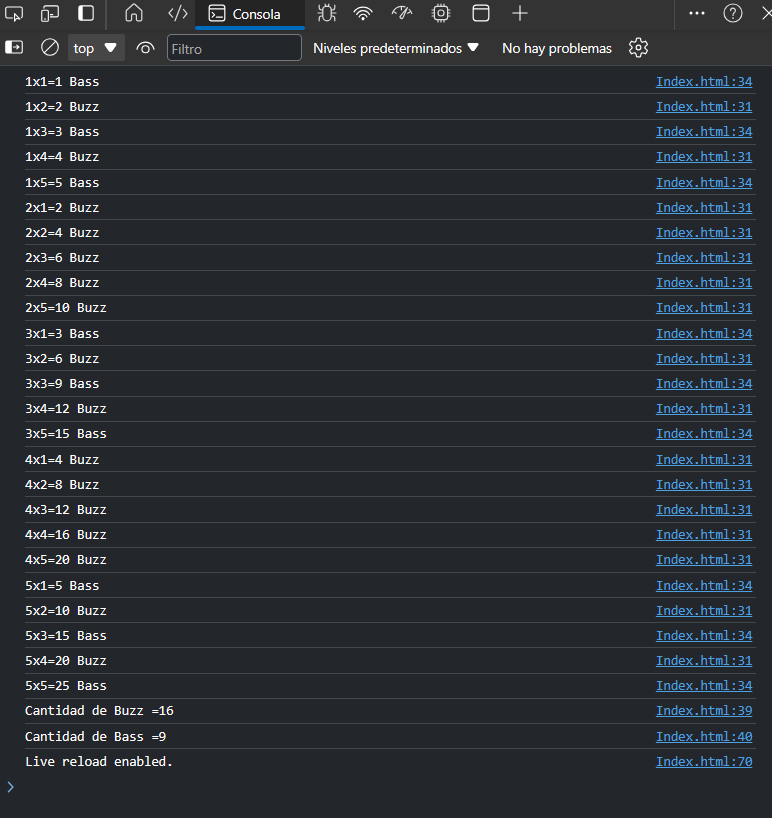 Consola
top Filtro Niveles predeterminados No hay problemas
1x1=1 Bass Index.html:34
1x2=2 Buzz Index.html:31
1x3=3 Bass Index.html:34
1x4=4 Buzz Index.html:31
1x5=5 Bass Index.html:34
2x1=2 Buzz Index.html:31
2x2=4 Buzz Index.html:31
2x3=6 Buzz Index.html:31
2x4=8 Buzz Index.html:31
2x5=10 Buzz Index.html:31
3x1=3 Bass Index.html:34
3x2=6 Buzz Index.html:31
3x3=9 Bass Index.html:34
3x4=12 Buzz Index.html:31
3x5=15 Bass Index.html:34
4x1=4 Buzz Index.html:31
4x2=8 Buzz Index.html:31
4x3=12 Buzz Index.html:31
4x4=16 Buzz Index.html:31
4x5=20 Buzz Index.html:31
5x1=5 Bass Index.html:34
5x2=10 Buzz Index.html:31
5x3=15 Bass Index.html:34
5x4=20 Buzz Index.html:31
5x5=25 Bass Index.html:34
Cantidad de Buzz =16 Index.html:39
Cantidad de Bass =9 Index.html:40
Live reload enabled. Index.html:70